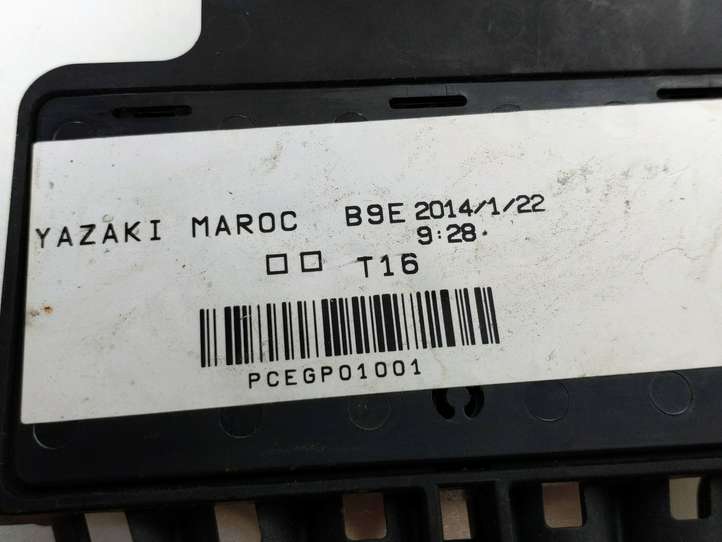 YAZAKI MAROC B9E 2014/1/22
9:28
□□ T16
PCEGP01001